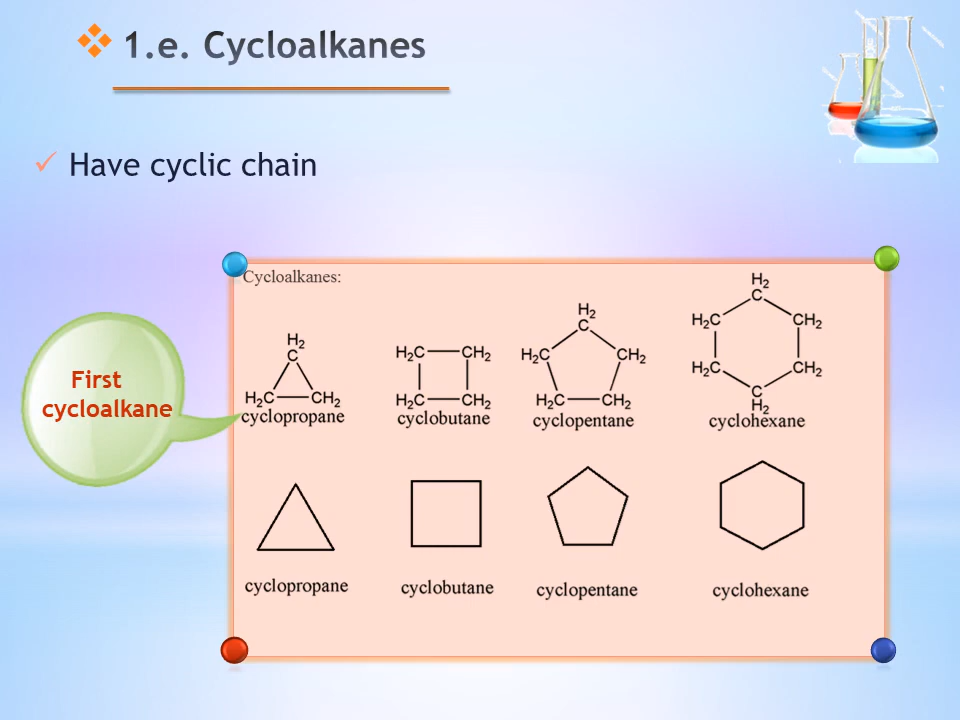 1.e. Cycloalkanes
Have cyclic chain
Cycloalkanes:
First
cycloalkane
H₂
C
H₂C CH₂
cyclopropane
H₂C CH₂
H₂C CH₂
cyclobutane
H₂
C
H₂C CH₂
H₂C CH₂
cyclopentane
H₂
C
H₂C CH₂
H₂C CH₂
C
H₂
cyclohexane
cyclopropane
cyclobutane
cyclopentane
cyclohexane